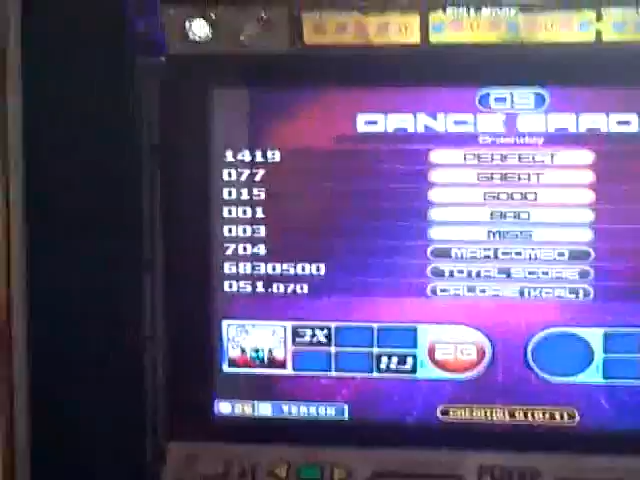 09
DANCE GRAD
1419 PERFECT
077 GREAT
015 GOOD
001 BAD
003 MISS
704 MAX COMBO
6830500 TOTAL SCORE
051.070 CALORIE (KCAL)
3X
NJ